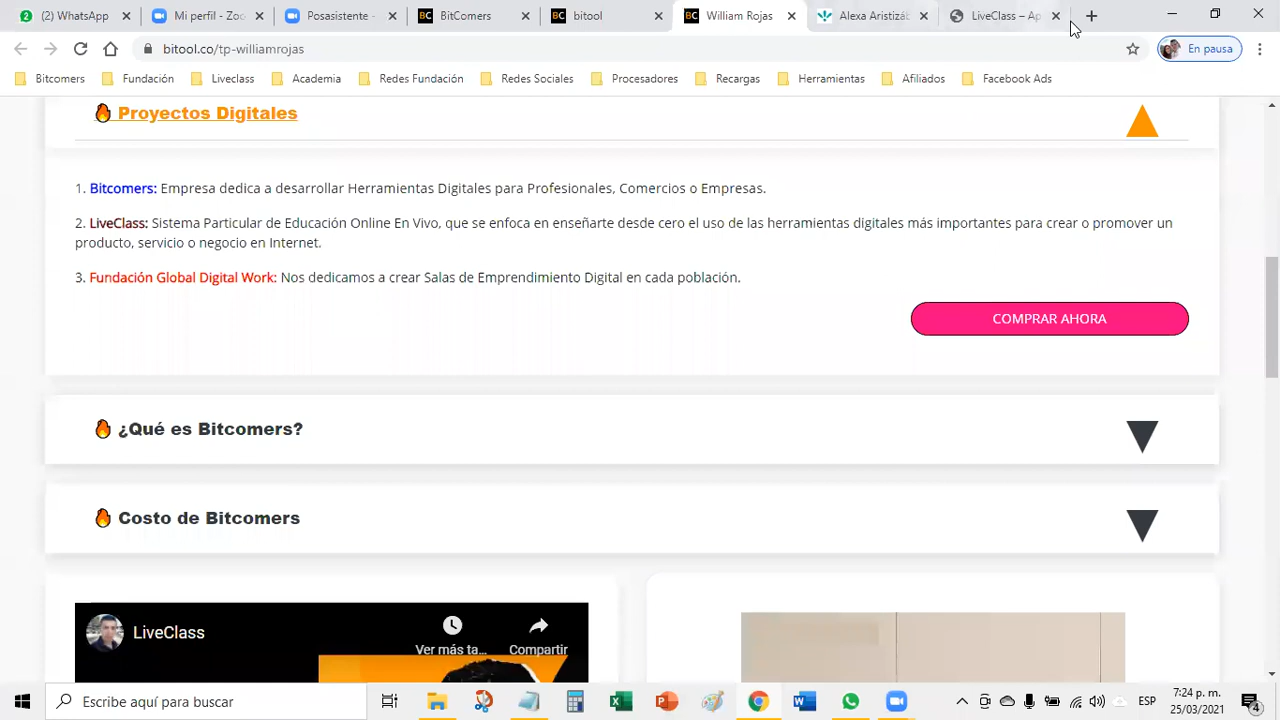 2 (2) WhatsApp
Mi perfil - Zoo
Posasistente -
BitComers
bitool
William Rojas
Alexa Aristizáb
LiveClass – Ap
bitool.co/tp-williamrojas
En pausa
Bitcomers Fundación Liveclass Academia Redes Fundación Redes Sociales Procesadores Recargas Herramientas Afiliados Facebook Ads
Proyectos Digitales
1. Bitcomers: Empresa dedica a desarrollar Herramientas Digitales para Profesionales, Comercios o Empresas.
2. LiveClass: Sistema Particular de Educación Online En Vivo, que se enfoca en enseñarte desde cero el uso de las herramientas digitales más importantes para crear o promover un
producto, servicio o negocio en Internet.
3. Fundación Global Digital Work: Nos dedicamos a crear Salas de Emprendimiento Digital en cada población.
COMPRAR AHORA
¿Qué es Bitcomers?
Costo de Bitcomers
LiveClass
Ver más ta...
Compartir
Escribe aquí para buscar
ESP
7:24 p. m.
25/03/2021
4